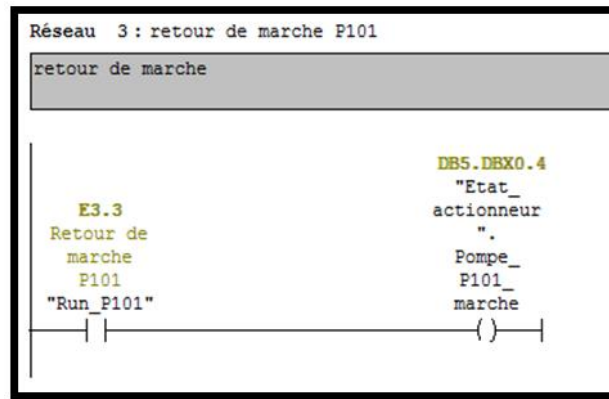 Réseau 3 : retour de marche P101
retour de marche
DB5.DBX0.4
"Etat_
actionneur
".
Pompe_
P101_
marche
E3.3
Retour de
marche
P101
"Run_P101"